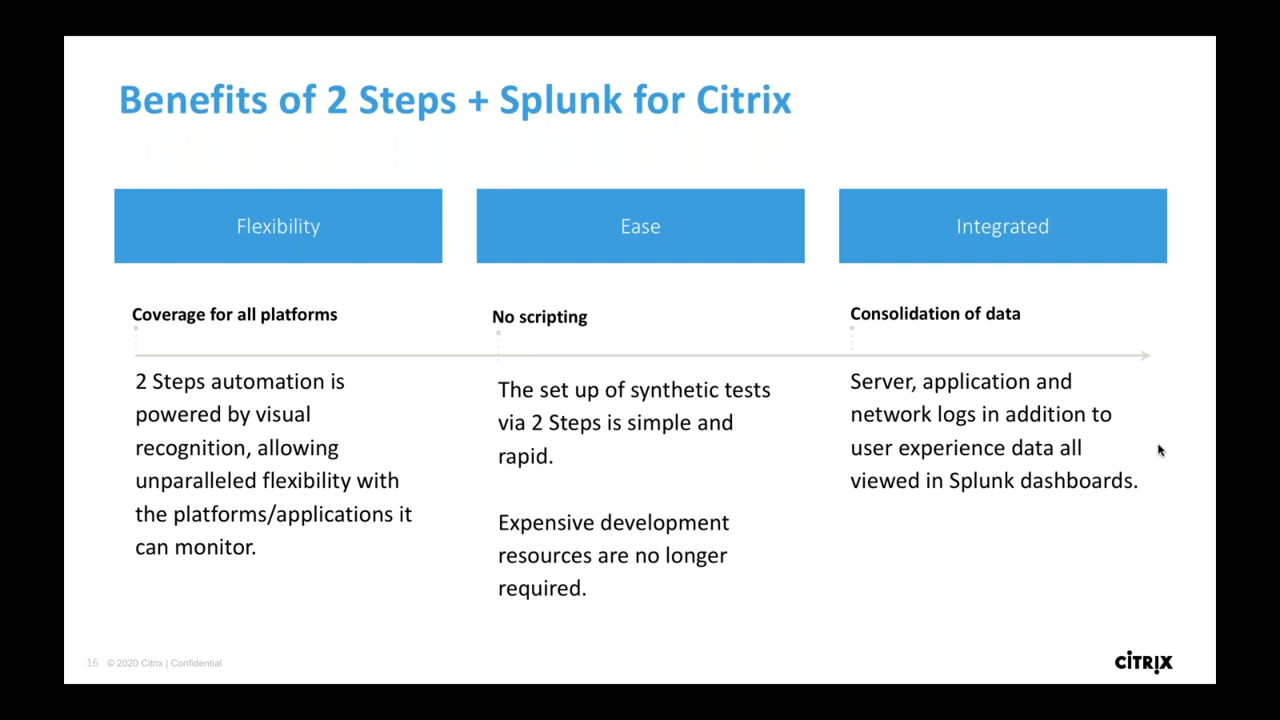 Benefits of 2 Steps + Splunk for Citrix
Flexibility
Coverage for all platforms
2 Steps automation is
powered by visual
recognition, allowing
unparalleled flexibility with
the platforms/applications it
can monitor.
Ease
No scripting
The set up of synthetic tests
via 2 Steps is simple and
rapid.
Expensive development
resources are no longer
required.
Integrated
Consolidation of data
Server, application and
network logs in addition to
user experience data all
viewed in Splunk dashboards.
16 © 2020 Citrix | Confidential
citrix